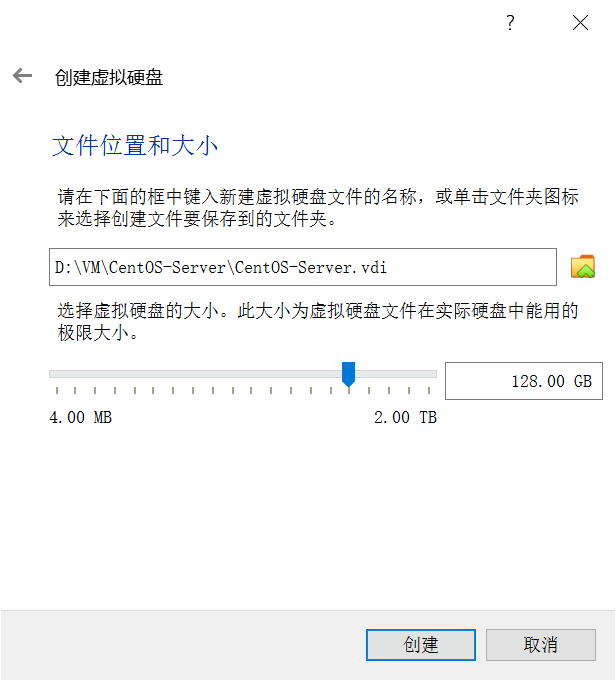 ?
创建虚拟硬盘
文件位置和大小
请在下面的框中键入新建虚拟硬盘文件的名称，或单击文件夹图标
来选择创建文件要保存到的文件夹。
D:\VM\CentOS-Server\CentOS-Server.vdi
选择虚拟硬盘的大小。此大小为虚拟硬盘文件在实际硬盘中能用的
极限大小。
128.00 GB
4.00 MB 2.00 TB
创建 取消